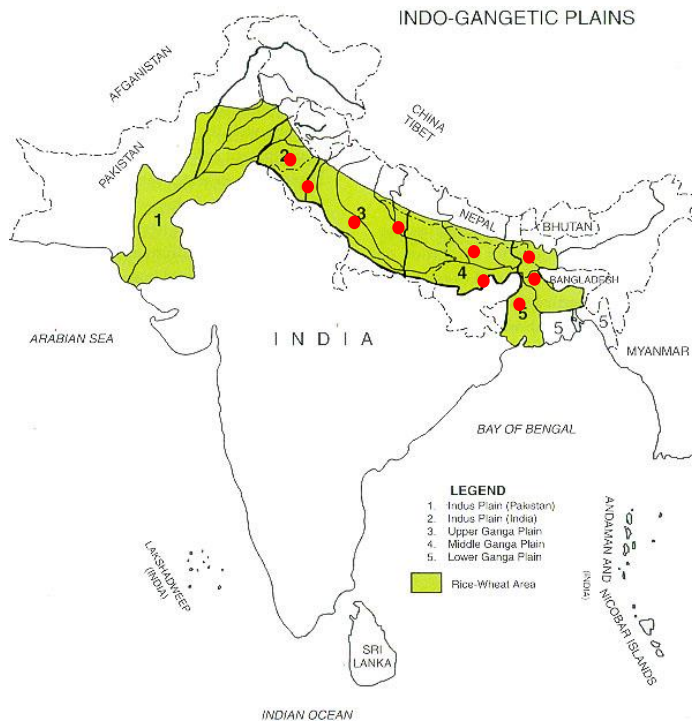 INDO-GANGETIC PLAINS
AFGANISTAN
CHINA
TIBET
PAKISTAN
2
1
3
NEPAL
BHUTAN
4
BANGLADESH
5
5
5
ARABIAN SEA
INDIA
MYANMAR
BAY OF BENGAL
LEGEND
1. Indus Plain (Pakistan)
2. Indus Plain (India)
3. Upper Ganga Plain
4. Middle Ganga Plain
5. Lower Ganga Plain
Rice-Wheat Area
LAKSHADWEEP
(INDIA)
ANDAMAN AND NICOBAR ISLANDS
(INDIA)
SRI
LANKA
INDIAN OCEAN